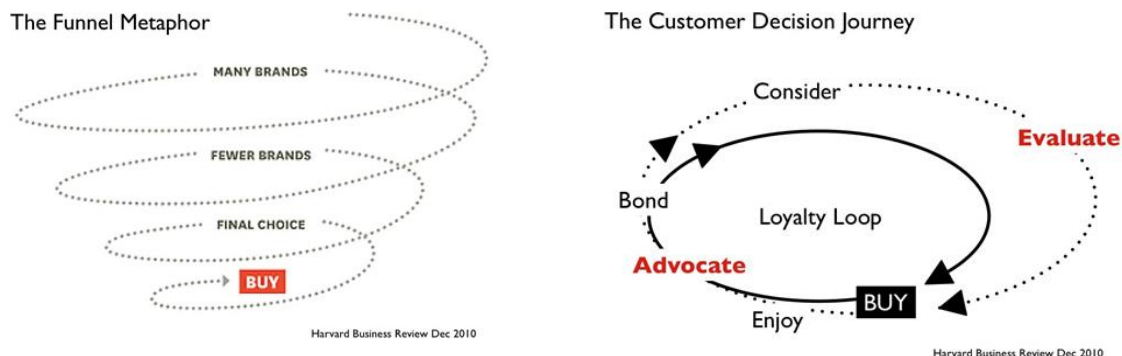 The Funnel Metaphor
MANY BRANDS
FEWER BRANDS
FINAL CHOICE
BUY
Harvard Business Review Dec 2010
The Customer Decision Journey
Consider
Evaluate
Bond
Loyalty Loop
Advocate
BUY
Enjoy
Harvard Business Review Dec 2010